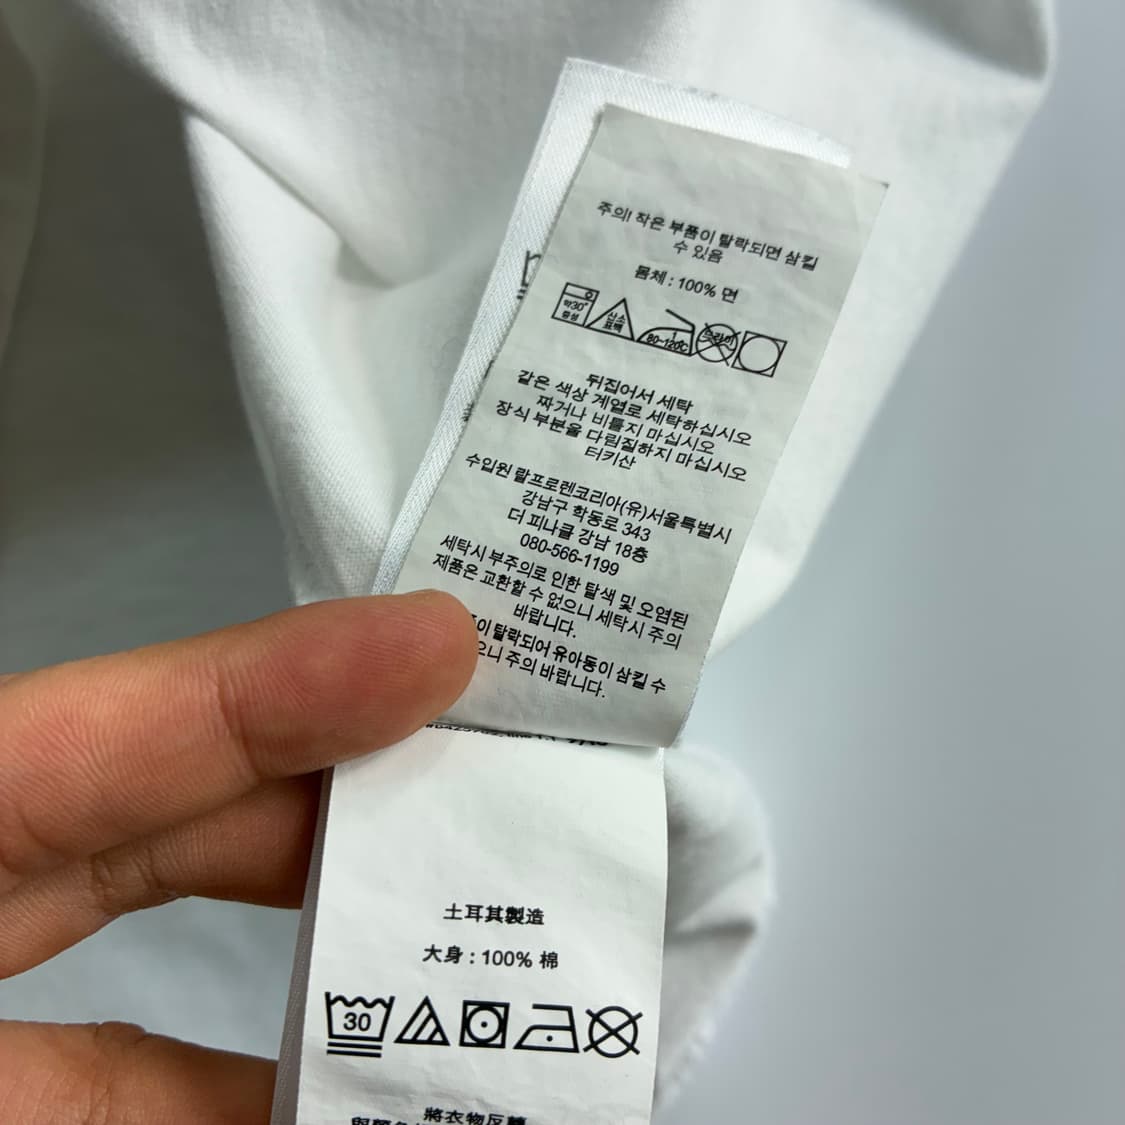 주의! 작은 부품이 탈락되면 삼킬
수 있음
몸체 : 100% 면
약30°
중성
산소
표백
80~120℃
드라이
뒤집어서 세탁
같은 색상 계열로 세탁하십시오
짜거나 비틀지 마십시오
장식 부분을 다림질하지 마십시오
터키산
수입원 랄프로렌코리아(유)서울특별시
강남구 학동로 343
더 피나클 강남 18층
080-566-1199
세탁시 부주의로 인한 탈색 및 오염된
제품은 교환할 수 없으니 세탁시 주의
바랍니다.
탈락되어 유아동이 삼킬 수
주의 바랍니다.
土耳其製造
大身 : 100% 棉
30
將衣物反轉